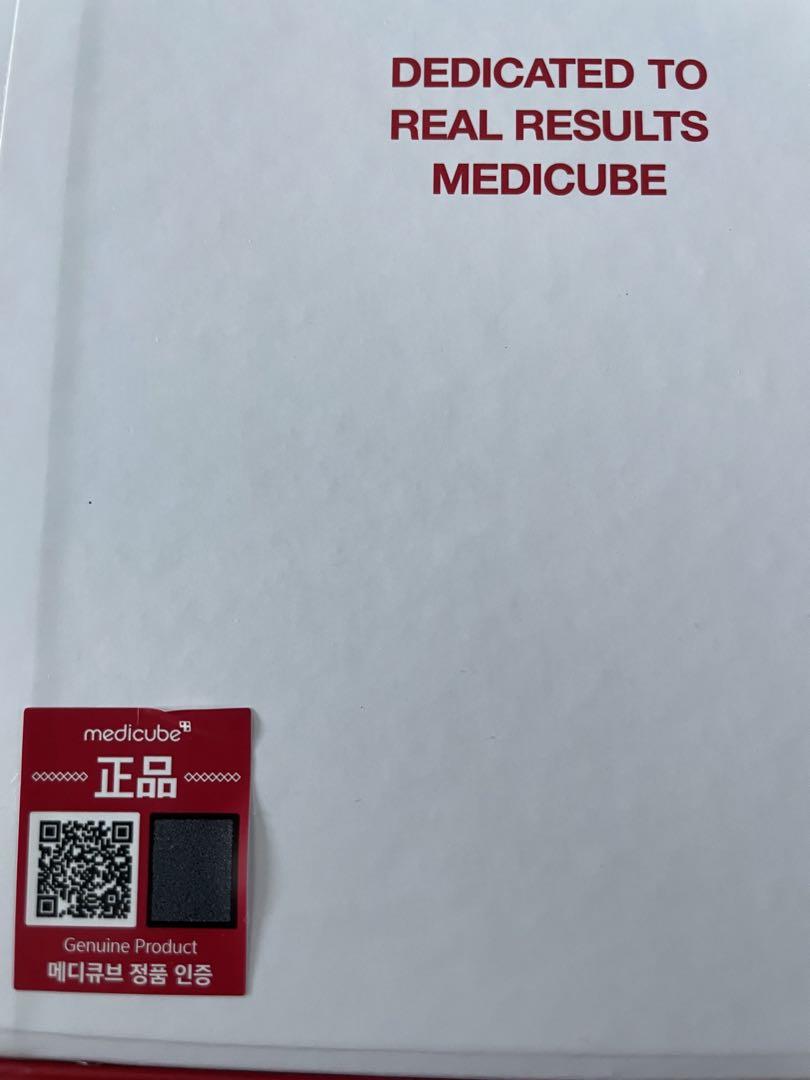 DEDICATED TO
REAL RESULTS
MEDICUBE
medicube
正品
Genuine Product
메디큐브 정품 인증